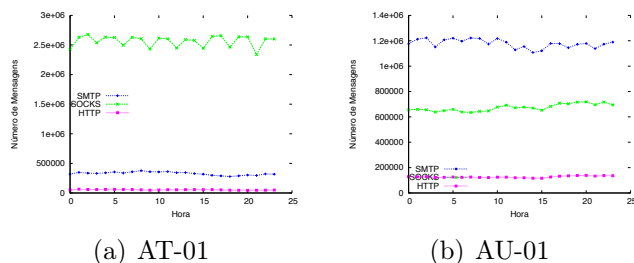 3e+06
2.5e+06
2e+06
1.5e+06
1e+06
500000
0
0 5 10 15 20 25
Número de Mensagens
Hora
SMTP
SOCKS
HTTP
(a) AT-01
1.4e+06
1.2e+06
1e+06
800000
600000
400000
200000
0
0 5 10 15 20 25
Número de Mensagens
Hora
SMTP
SOCKS
HTTP
(b) AU-01